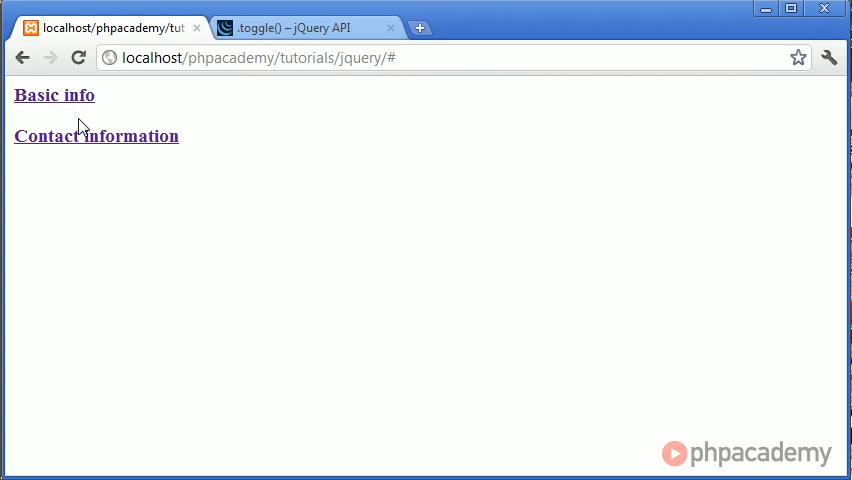 localhost/phpacademy/tut
.toggle() – jQuery API
localhost/phpacademy/tutorials/jquery/#
Basic info
Contact information
phpacademy